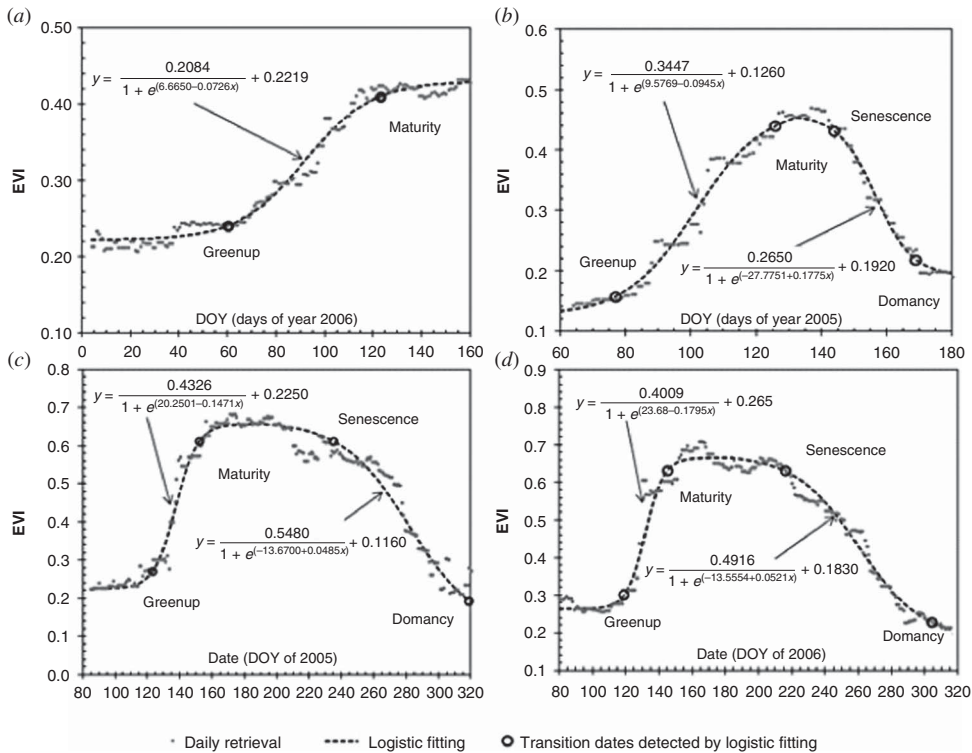 (a)
0.50
0.40
0.30
0.20
0.10
EVI
y = 0.2084 / 1 + e^(6.6650–0.0726x) + 0.2219
Maturity
Greenup
DOY (days of year 2006)
0 20 40 60 80 100 120 140 160
(b)
0.6
0.5
0.4
0.3
0.2
0.1
EVI
y = 0.3447 / 1 + e^(9.5769–0.0945x) + 0.1260
Senescence
Maturity
Greenup
y = 0.2650 / 1 + e^(–27.7751+0.1775x) + 0.1920
Domancy
DOY (days of year 2005)
60 80 100 120 140 160 180
(c)
0.8
0.7
0.6
0.5
0.4
0.3
0.2
0.1
0.0
EVI
y = 0.4326 / 1 + e^(20.2501–0.1471x) + 0.2250
Senescence
Maturity
y = 0.5480 / 1 + e^(–13.6700+0.0485x) + 0.1160
Greenup
Domancy
Date (DOY of 2005)
80 100 120 140 160 180 200 220 240 260 280 300 320
(d)
0.9
0.8
0.7
0.6
0.5
0.4
0.3
0.2
0.1
EVI
y = 0.4009 / 1 + e^(23.68–0.1795x) + 0.265
Senescence
Maturity
y = 0.4916 / 1 + e^(–13.5554+0.0521x) + 0.1830
Greenup
Domancy
Date (DOY of 2006)
80 100 120 140 160 180 200 220 240 260 280 300 320
Daily retrieval
Logistic fitting
Transition dates detected by logistic fitting